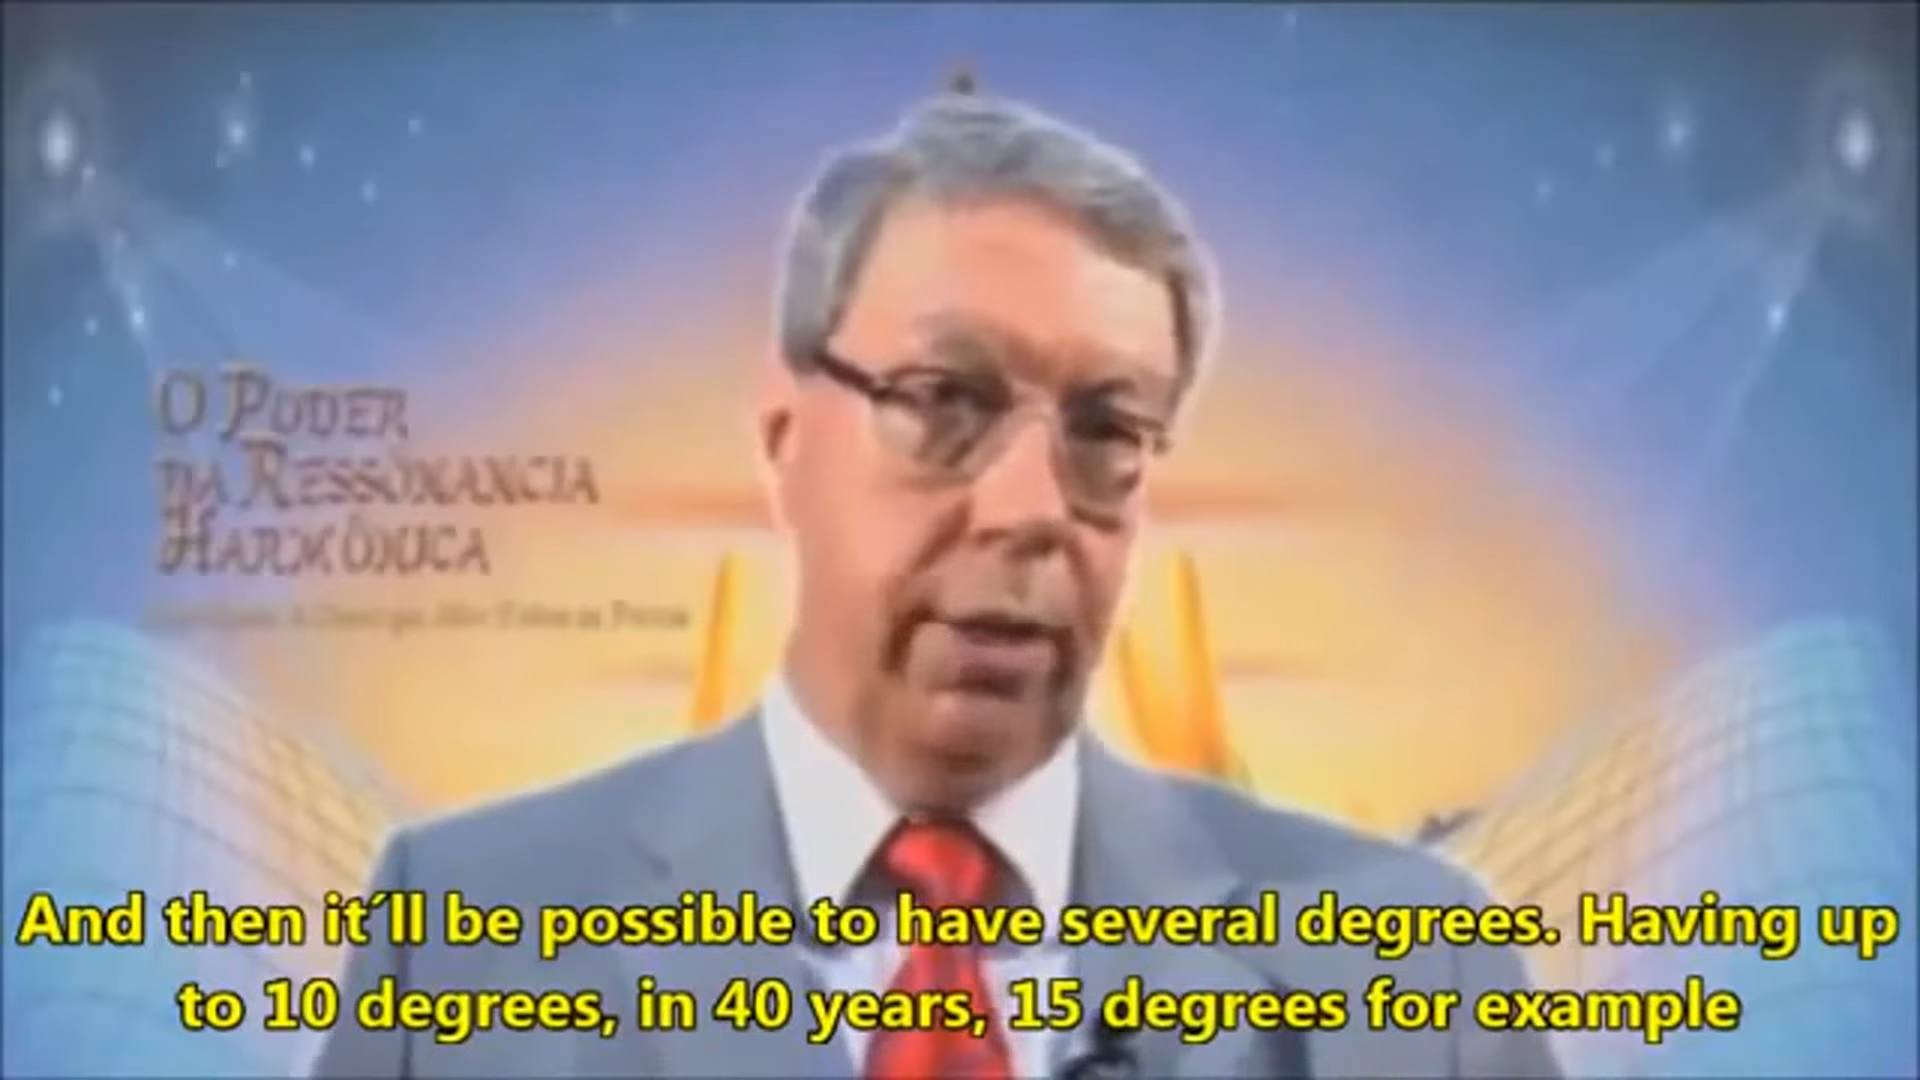 O PODER
DA RESSONANCIA
HARMÔNICA
And then it´ll be possible to have several degrees. Having up
to 10 degrees, in 40 years, 15 degrees for example